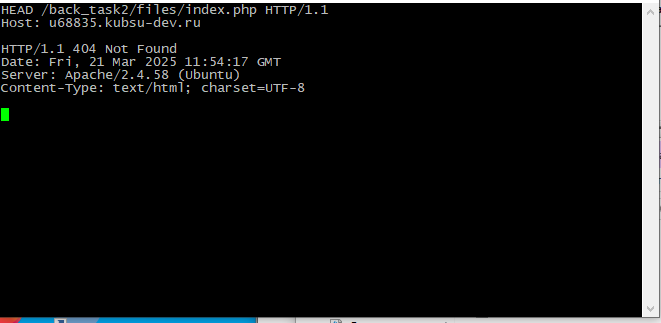 HEAD /back_task2/files/index.php HTTP/1.1
Host: u68835.kubsu-dev.ru
HTTP/1.1 404 Not Found
Date: Fri, 21 Mar 2025 11:54:17 GMT
Server: Apache/2.4.58 (Ubuntu)
Content-Type: text/html; charset=UTF-8